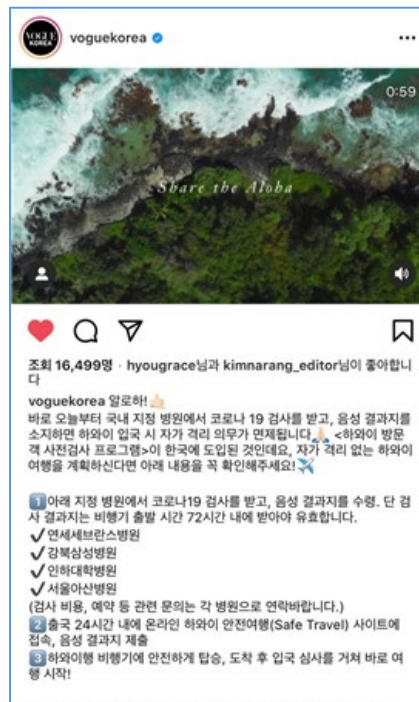 VOGUE
KOREA
voguekorea
0:59
Share the Aloha
조회 16,499명 · hyougrace님과 kimnarang_editor님이 좋아합니
다
voguekorea 알로하!🤙🏻
바로 오늘부터 국내 지정 병원에서 코로나 19 검사를 받고, 음성 결과지를
소지하면 하와이 입국 시 자가 격리 의무가 면제됩니다🙏🏻 <하와이 방문
객 사전검사 프로그램>이 한국에 도입된 것인데요, 자가 격리 없는 하와이
여행을 계획하신다면 아래 내용을 꼭 확인해주세요!✈️
1️⃣아래 지정 병원에서 코로나19 검사를 받고, 음성 결과지를 수령. 단 검
사 결과지는 비행기 출발 시간 72시간 내에 받아야 유효합니다.
✔연세세브란스병원
✔강북삼성병원
✔인하대학병원
✔서울아산병원
(검사 비용, 예약 등 관련 문의는 각 병원으로 연락바랍니다.)
2️⃣출국 24시간 내에 온라인 하와이 안전여행(Safe Travel) 사이트에
접속, 음성 결과지 제출
3️⃣하와이행 비행기에 안전하게 탑승, 도착 후 입국 심사를 거쳐 바로 여
행 시작!